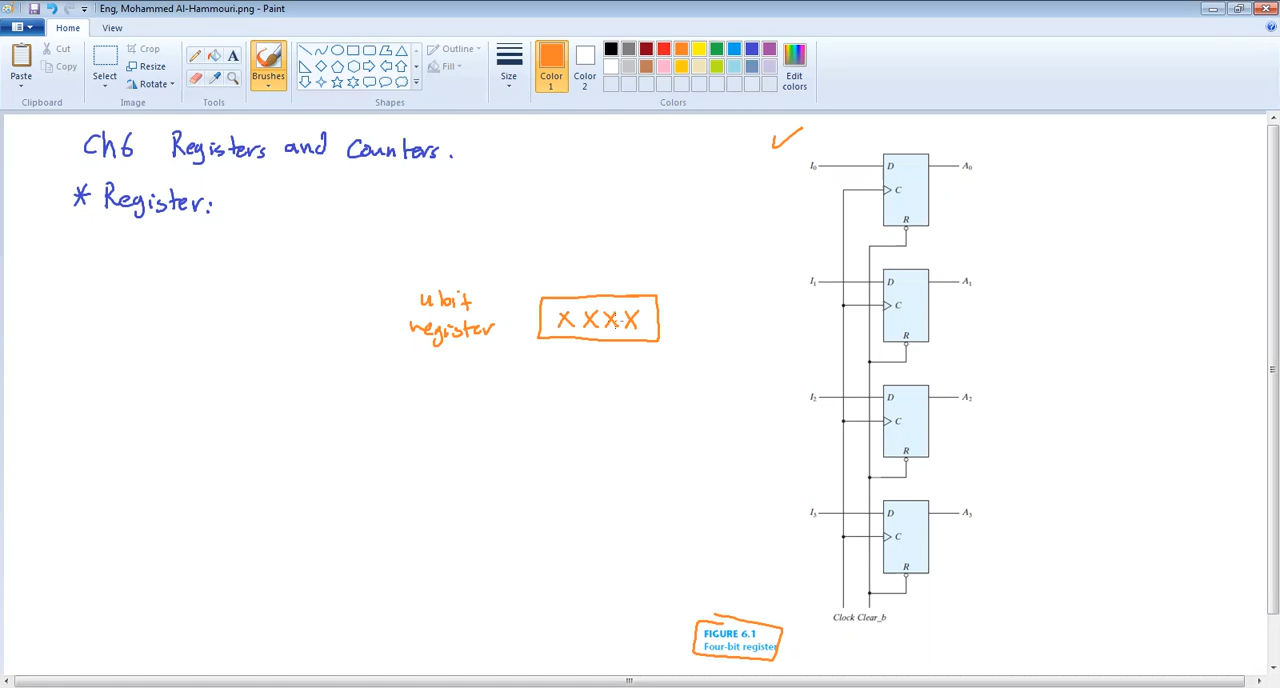 Eng, Mohammed Al-Hammouri.png - Paint
Home
View
Paste
Cut
Copy
Clipboard
Select
Crop
Resize
Rotate
Image
A
Tools
Brushes
Outline
Fill
Shapes
Size
Color 1
Color 2
Edit colors
Colors
Ch6 Registers and Counters.
* Register:
4 bit
register
X X X X
I0 D A0
C
R
I1 D A1
C
R
I2 D A2
C
R
I3 D A3
C
R
Clock Clear_b
FIGURE 6.1
Four-bit register